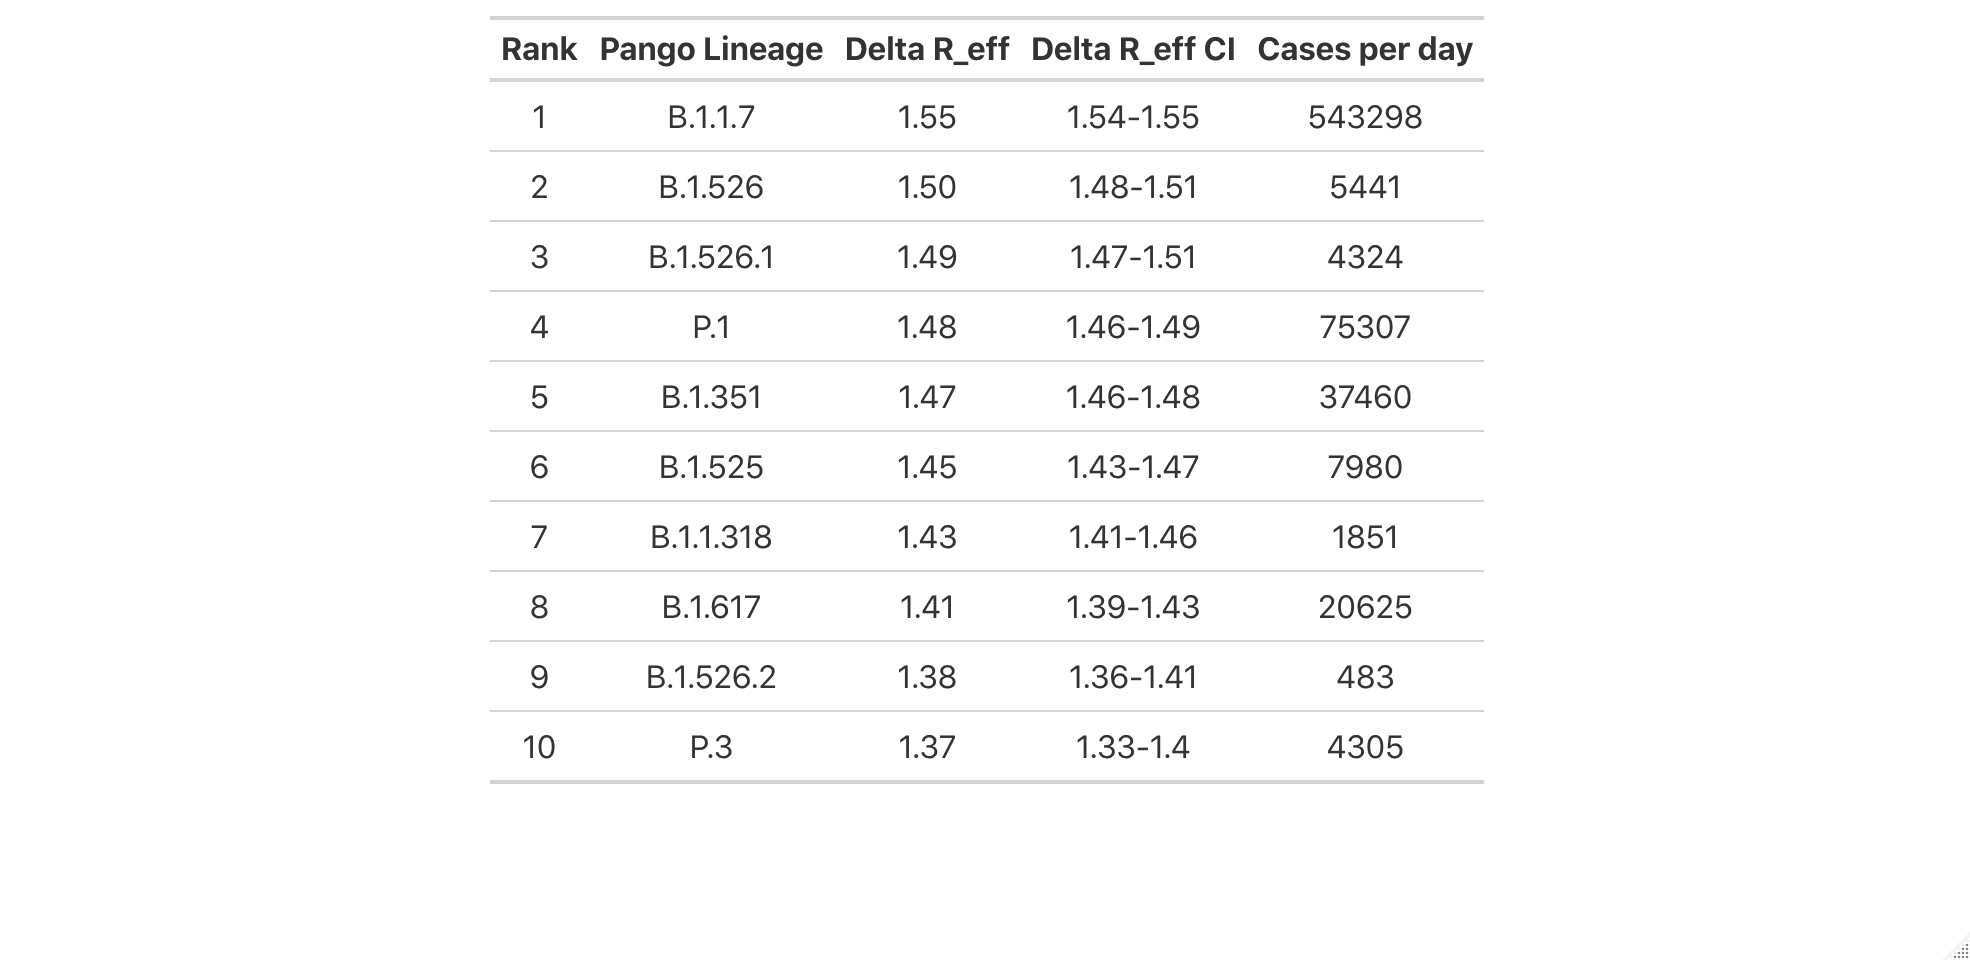 Rank Pango Lineage Delta R_eff Delta R_eff CI Cases per day
1 B.1.1.7 1.55 1.54-1.55 543298
2 B.1.526 1.50 1.48-1.51 5441
3 B.1.526.1 1.49 1.47-1.51 4324
4 P.1 1.48 1.46-1.49 75307
5 B.1.351 1.47 1.46-1.48 37460
6 B.1.525 1.45 1.43-1.47 7980
7 B.1.1.318 1.43 1.41-1.46 1851
8 B.1.617 1.41 1.39-1.43 20625
9 B.1.526.2 1.38 1.36-1.41 483
10 P.3 1.37 1.33-1.4 4305